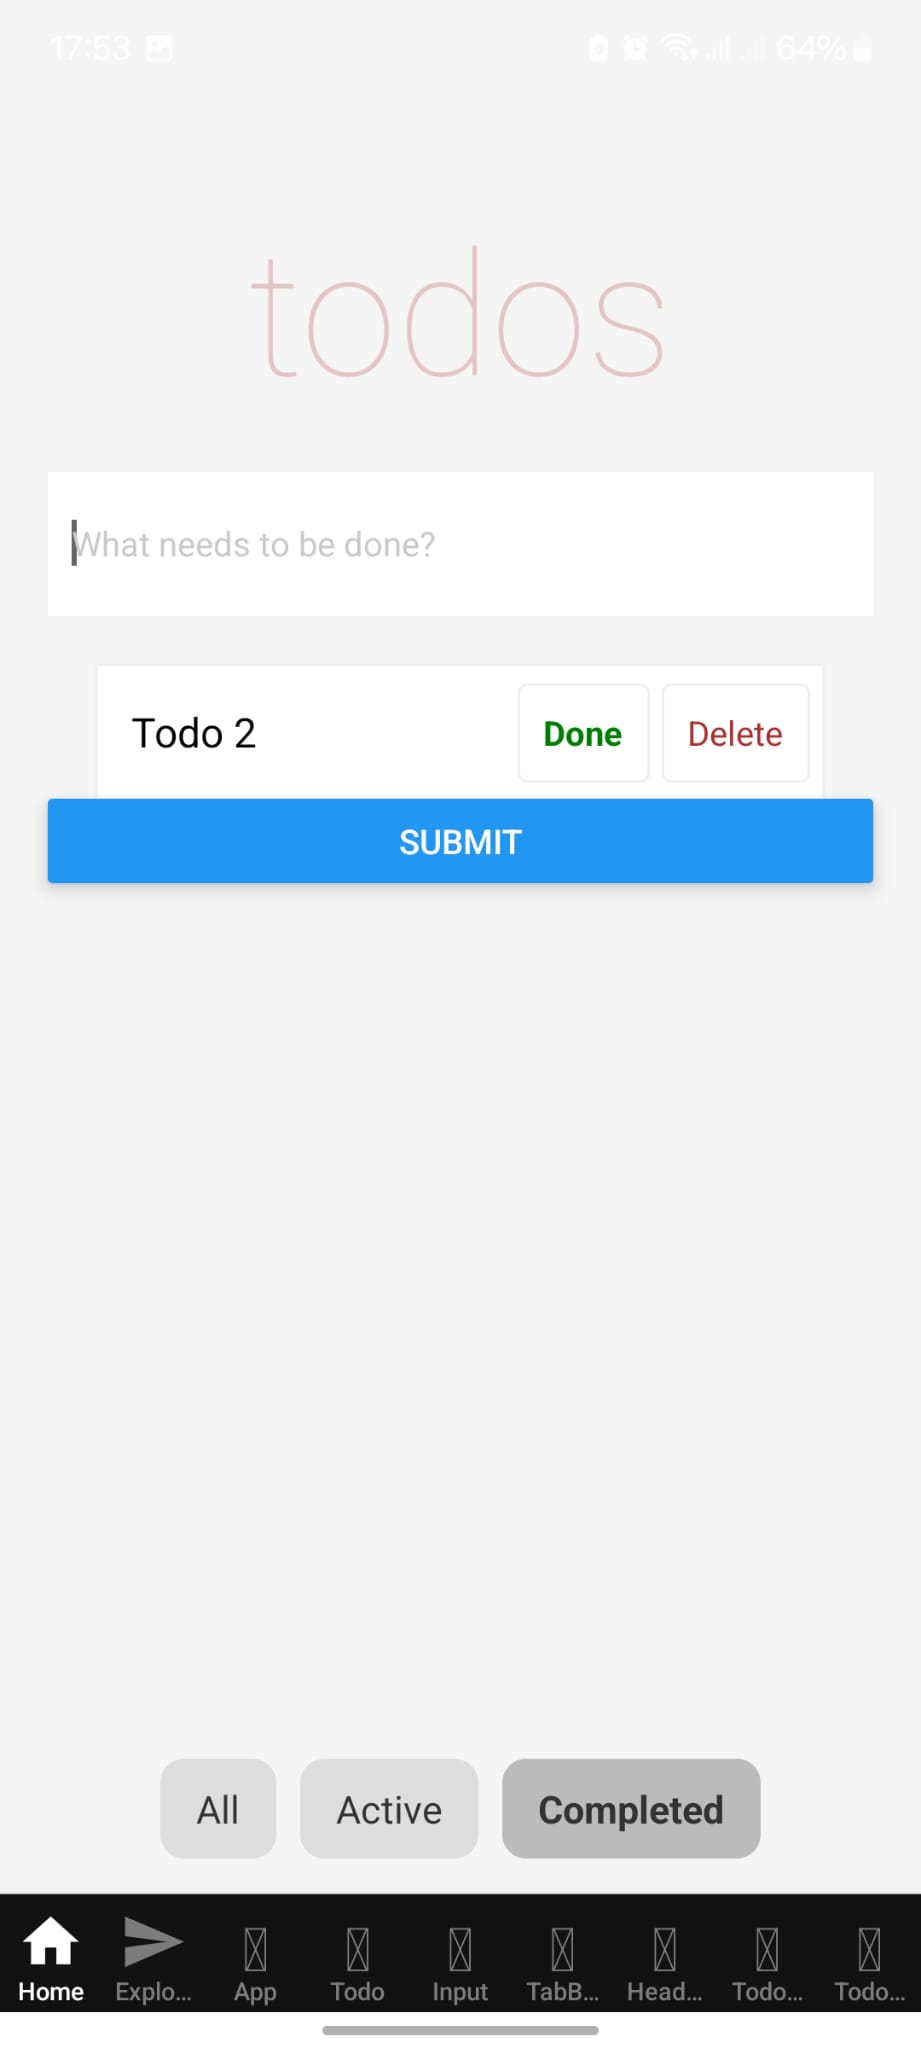 17:53 64%
todos
What needs to be done?
Todo 2 Done Delete
SUBMIT
All Active Completed
Home Explo... App Todo Input TabB... Head... Todo... Todo...